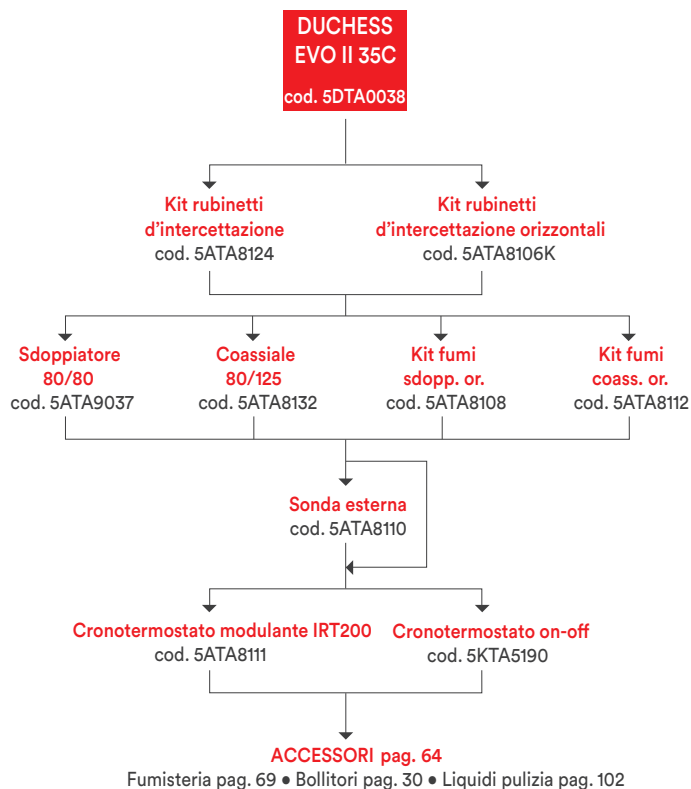 DUCHESS
EVO II 35C
cod. 5DTA0038
Kit rubinetti
d'intercettazione
cod. 5ATA8124
Kit rubinetti
d'intercettazione orizzontali
cod. 5ATA8106K
Sdoppiatore
80/80
cod. 5ATA9037
Coassiale
80/125
cod. 5ATA8132
Kit fumi
sdopp. or.
cod. 5ATA8108
Kit fumi
coass. or.
cod. 5ATA8112
Sonda esterna
cod. 5ATA8110
Cronotermostato modulante IRT200
cod. 5ATA8111
Cronotermostato on-off
cod. 5KTA5190
ACCESSORI pag. 64
Fumisteria pag. 69 • Bollitori pag. 30 • Liquidi pulizia pag. 102